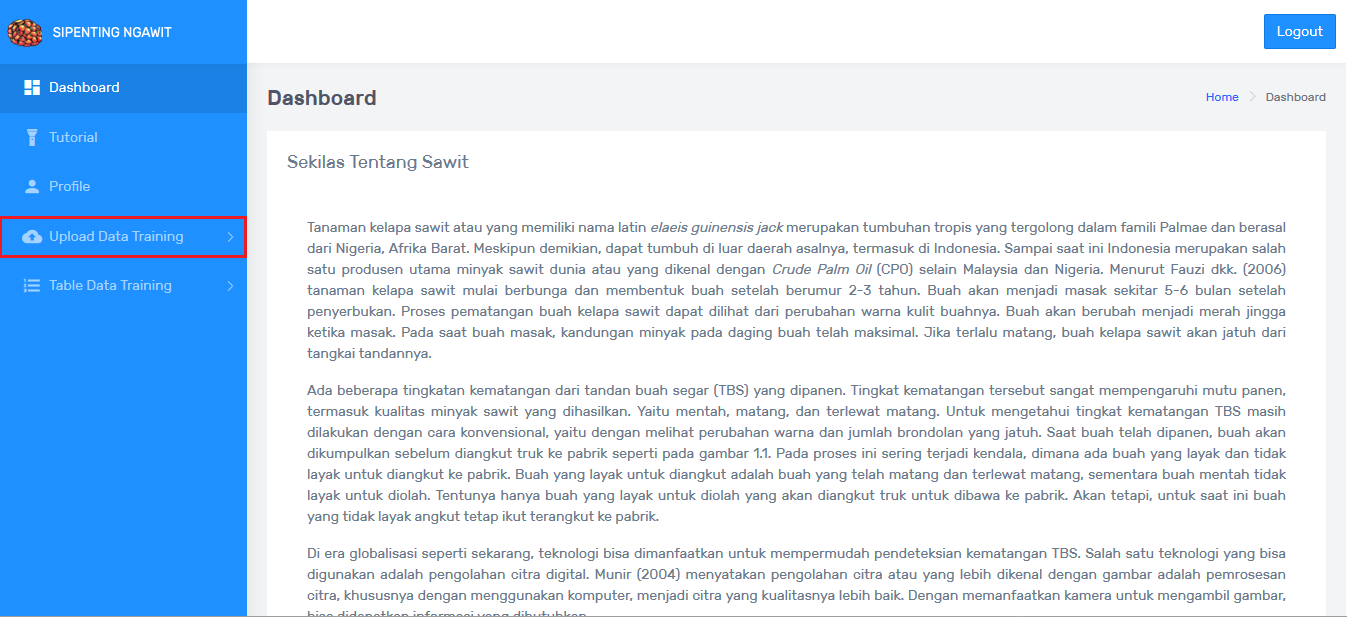 SIPENTING NGAWIT
Logout
Dashboard
Tutorial
Profile
Upload Data Training
Table Data Training
Dashboard
Home > Dashboard
Sekilas Tentang Sawit
Tanaman kelapa sawit atau yang memiliki nama latin elaeis guinensis jack merupakan tumbuhan tropis yang tergolong dalam famili Palmae dan berasal
dari Nigeria, Afrika Barat. Meskipun demikian, dapat tumbuh di luar daerah asalnya, termasuk di Indonesia. Sampai saat ini Indonesia merupakan salah
satu produsen utama minyak sawit dunia atau yang dikenal dengan Crude Palm Oil (CPO) selain Malaysia dan Nigeria. Menurut Fauzi dkk. (2006)
tanaman kelapa sawit mulai berbunga dan membentuk buah setelah berumur 2-3 tahun. Buah akan menjadi masak sekitar 5-6 bulan setelah
penyerbukan. Proses pematangan buah kelapa sawit dapat dilihat dari perubahan warna kulit buahnya. Buah akan berubah menjadi merah jingga
ketika masak. Pada saat buah masak, kandungan minyak pada daging buah telah maksimal. Jika terlalu matang, buah kelapa sawit akan jatuh dari
tangkai tandannya.
Ada beberapa tingkatan kematangan dari tandan buah segar (TBS) yang dipanen. Tingkat kematangan tersebut sangat mempengaruhi mutu panen,
termasuk kualitas minyak sawit yang dihasilkan. Yaitu mentah, matang, dan terlewat matang. Untuk mengetahui tingkat kematangan TBS masih
dilakukan dengan cara konvensional, yaitu dengan melihat perubahan warna dan jumlah brondolan yang jatuh. Saat buah telah dipanen, buah akan
dikumpulkan sebelum diangkut truk ke pabrik seperti pada gambar 1.1. Pada proses ini sering terjadi kendala, dimana ada buah yang layak dan tidak
layak untuk diangkut ke pabrik. Buah yang layak untuk diangkut adalah buah yang telah matang dan terlewat matang, sementara buah mentah tidak
layak untuk diolah. Tentunya hanya buah yang layak untuk diolah yang akan diangkut truk untuk dibawa ke pabrik. Akan tetapi, untuk saat ini buah
yang tidak layak angkut tetap ikut terangkut ke pabrik.
Di era globalisasi seperti sekarang, teknologi bisa dimanfaatkan untuk mempermudah pendeteksian kematangan TBS. Salah satu teknologi yang bisa
digunakan adalah pengolahan citra digital. Munir (2004) menyatakan pengolahan citra atau yang lebih dikenal dengan gambar adalah pemrosesan
citra, khususnya dengan menggunakan komputer, menjadi citra yang kualitasnya lebih baik. Dengan memanfaatkan kamera untuk mengambil gambar,